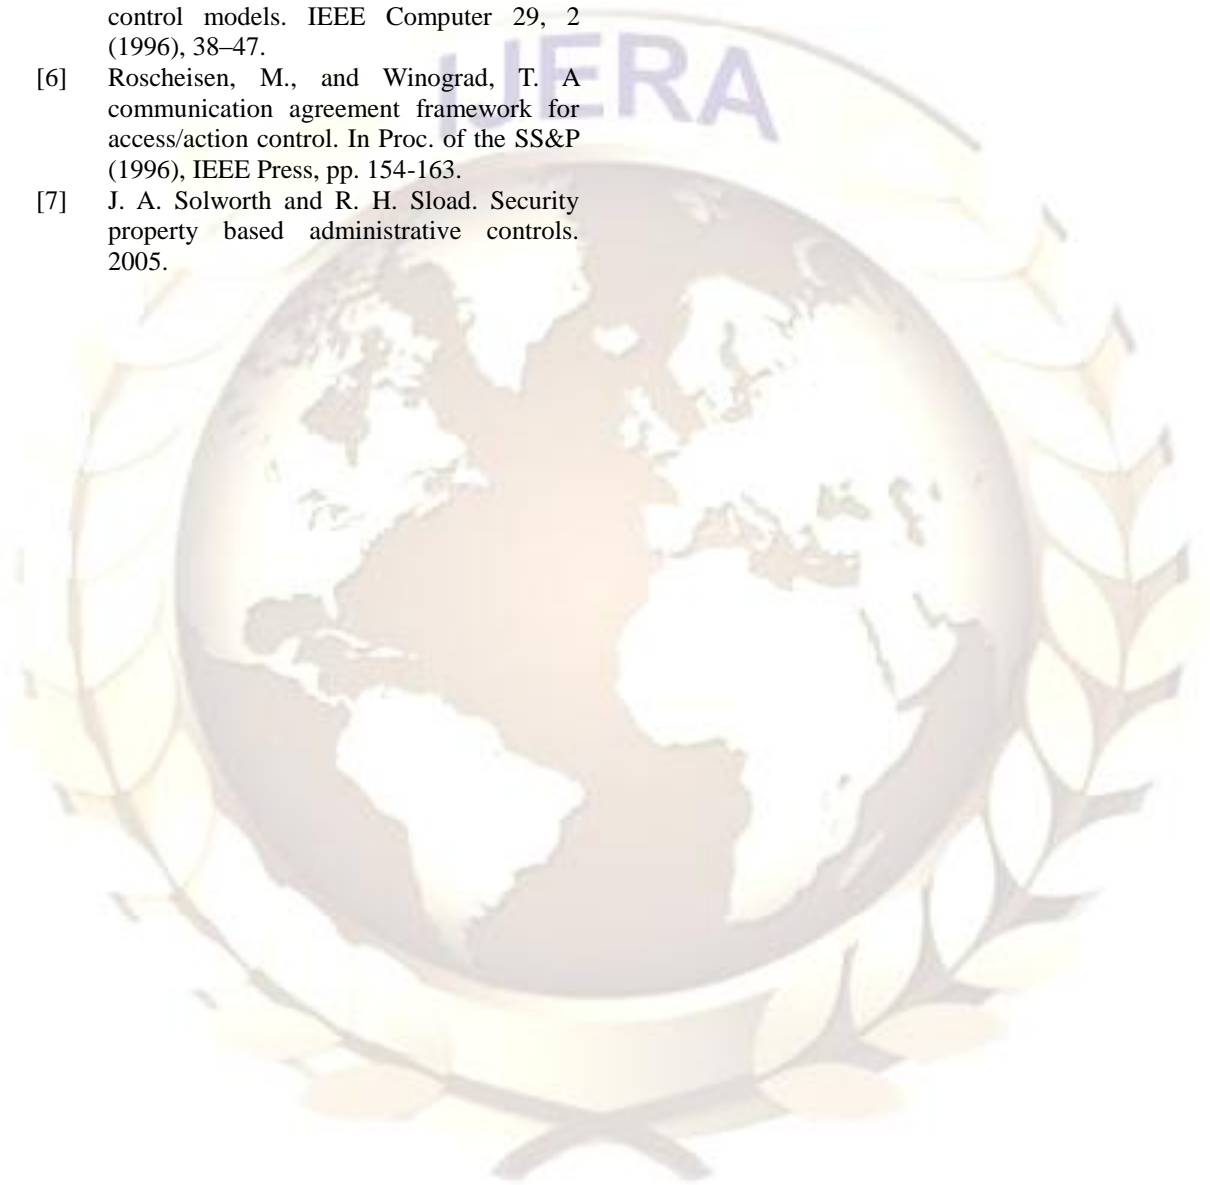 control models. IEEE Computer 29, 2
(1996), 38–47.
[6] Roscheisen, M., and Winograd, T. A
communication agreement framework for
access/action control. In Proc. of the SS&P
(1996), IEEE Press, pp. 154-163.
[7] J. A. Solworth and R. H. Sload. Security
property based administrative controls.
2005.
IJERA